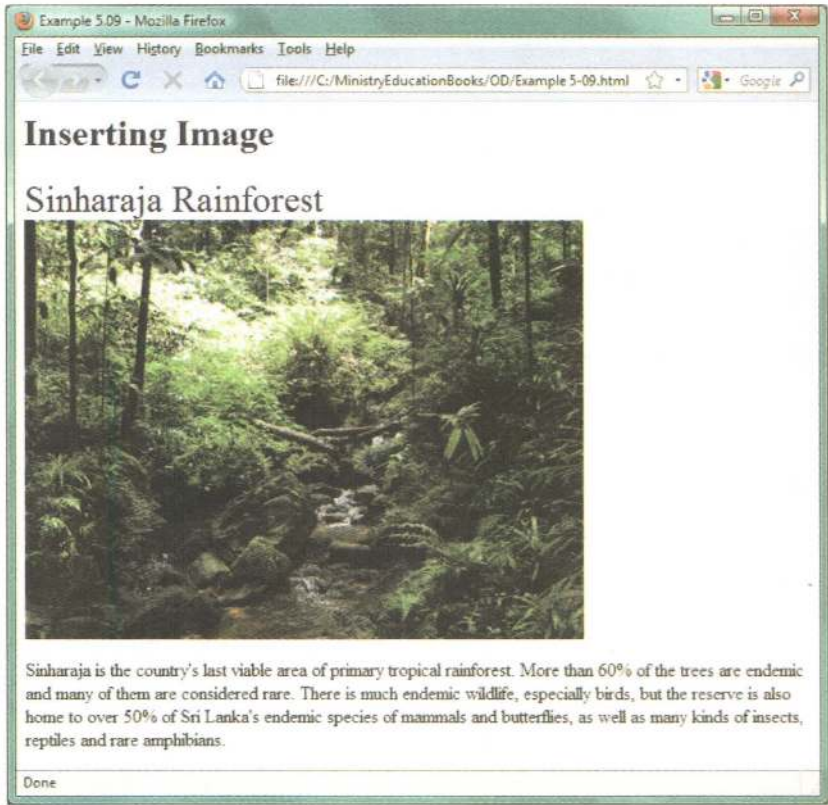 Example 5.09 - Mozilla Firefox
File Edit View History Bookmarks Tools Help
file:///C:/MinistryEducationBooks/OD/Example 5-09.html Google
Inserting Image
Sinharaja Rainforest
Sinharaja is the country's last viable area of primary tropical rainforest. More than 60% of the trees are endemic
and many of them are considered rare. There is much endemic wildlife, especially birds, but the reserve is also
home to over 50% of Sri Lanka's endemic species of mammals and butterflies, as well as many kinds of insects,
reptiles and rare amphibians.
Done